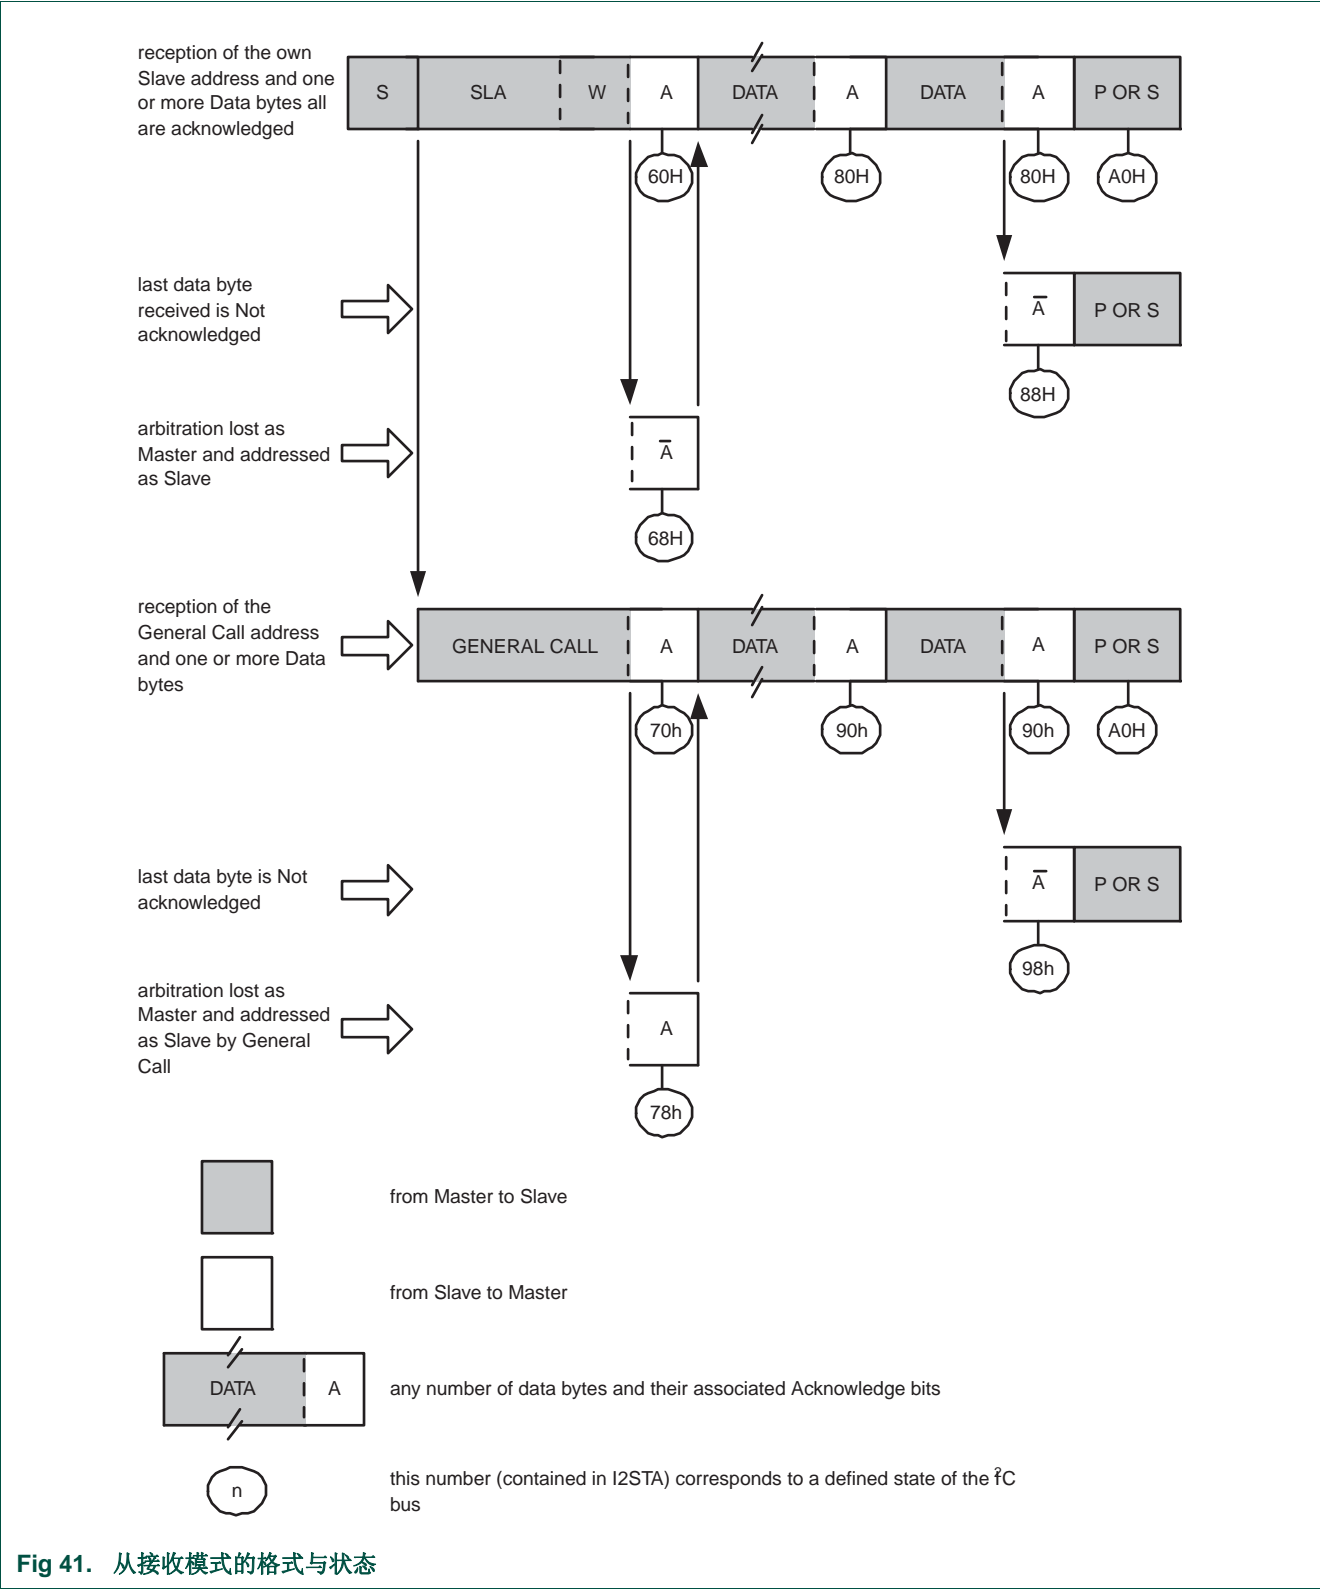 reception of the own
Slave address and one
or more Data bytes all
are acknowledged
S SLA W A DATA A DATA A P OR S
60H 80H 80H A0H
last data byte
received is Not
acknowledged
A P OR S
88H
arbitration lost as
Master and addressed
as Slave
A
68H
reception of the
General Call address
and one or more Data
bytes
GENERAL CALL A DATA A DATA A P OR S
70h 90h 90h A0H
last data byte is Not
acknowledged
A P OR S
98h
arbitration lost as
Master and addressed
as Slave by General
Call
A
78h
from Master to Slave
from Slave to Master
DATA A any number of data bytes and their associated Acknowledge bits
n this number (contained in I2STA) corresponds to a defined state of the I²C
bus
Fig 41. 从接收模式的格式与状态